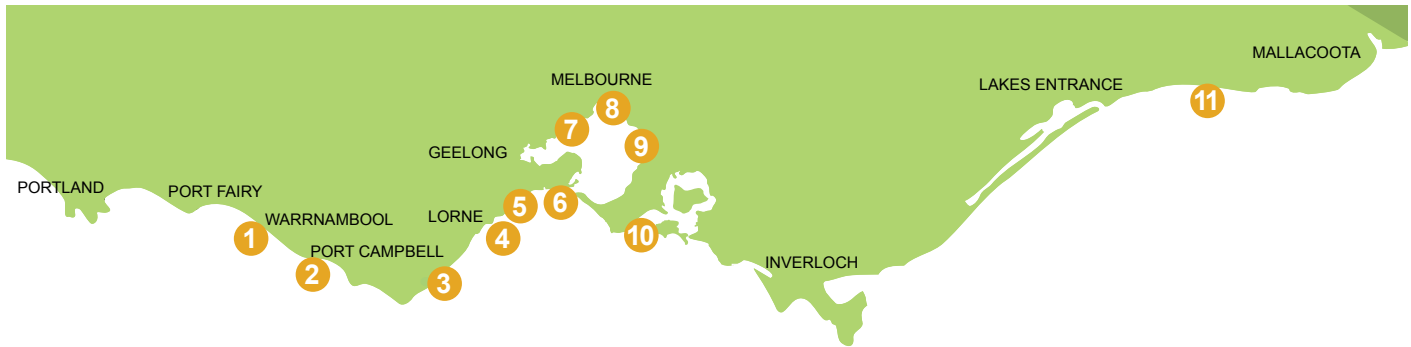 MALLACOOTA
MELBOURNE
LAKES ENTRANCE
8
11
7
9
GEELONG
PORTLAND
PORT FAIRY
6
5
LORNE
WARRNAMBOOL
1
4
10
PORT CAMPBELL
INVERLOCH
2
3